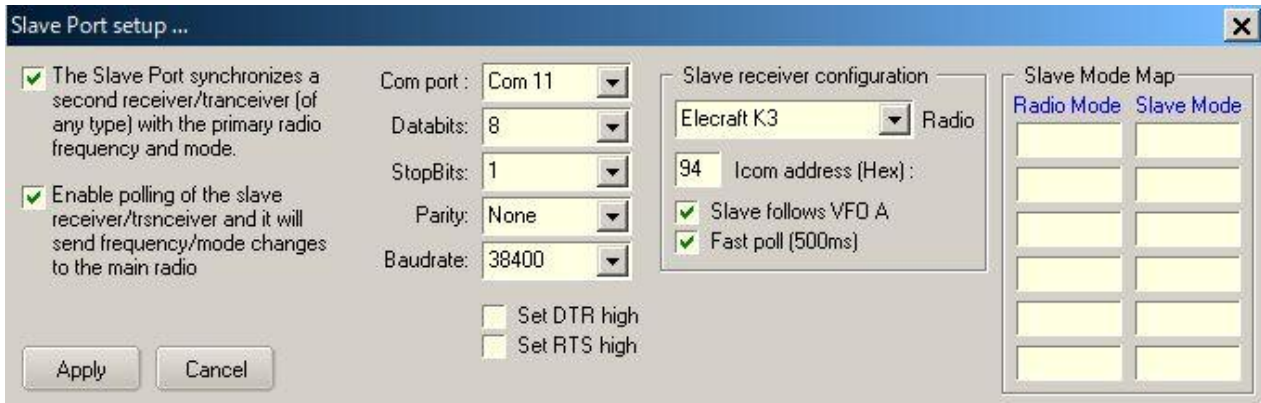 Slave Port setup ...
The Slave Port synchronizes a
second receiver/tranceiver (of
any type) with the primary radio
frequency and mode.
Enable polling of the slave
receiver/trsnceiver and it will
send frequency/mode changes
to the main radio
Apply
Cancel
Com port :
Com 11
Databits:
8
StopBits:
1
Parity:
None
Baudrate:
38400
Set DTR high
Set RTS high
Slave receiver configuration
Elecraft K3
Radio
94
Icom address (Hex) :
Slave follows VFO A
Fast poll (500ms)
Slave Mode Map
Radio Mode
Slave Mode